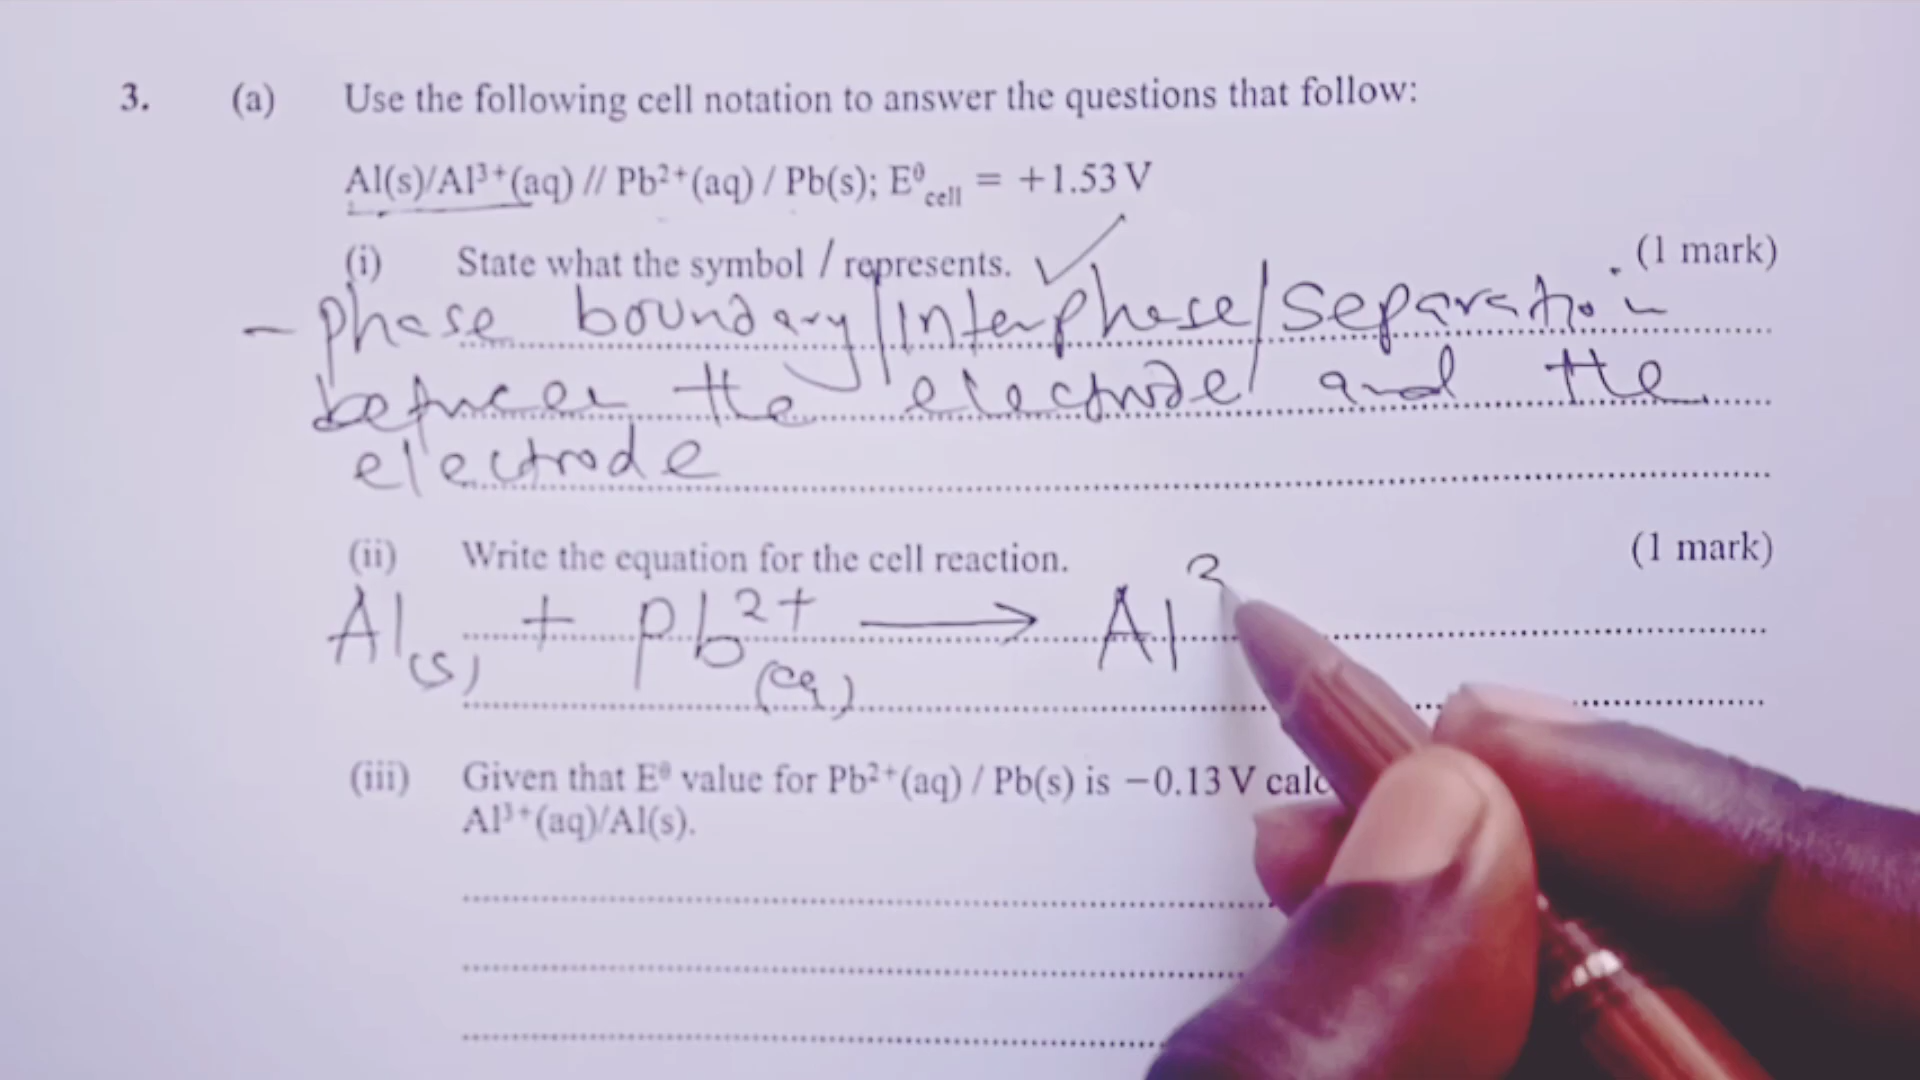 3. (a) Use the following cell notation to answer the questions that follow:
Al(s)/Al³⁺(aq) // Pb²⁺(aq) / Pb(s); E⁰cell = +1.53 V
(i) State what the symbol / represents. (1 mark)
- phase boundary/Interphase/separation
between the electrode and the
electrode
(ii) Write the equation for the cell reaction. (1 mark)
Al(s) + Pb²⁺(aq) → Al³
(iii) Given that E⁰ value for Pb²⁺(aq) / Pb(s) is −0.13 V calc
Al³⁺(aq)/Al(s).